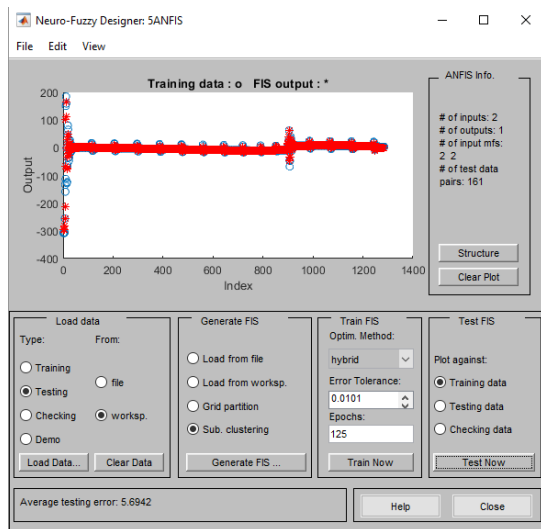 Neuro-Fuzzy Designer: 5ANFIS
File Edit View
Training data : o FIS output : *
200
100
0
-100
-200
-300
-400
Output
0 200 400 600 800 1000 1200 1400
Index
ANFIS Info.
# of inputs: 2
# of outputs: 1
# of input mfs:
2 2
# of test data
pairs: 161
Structure
Clear Plot
Load data
Type: From:
Training
Testing
Checking
Demo
file
worksp.
Load Data...
Clear Data
Generate FIS
Load from file
Load from worksp.
Grid partition
Sub. clustering
Generate FIS ...
Train FIS
Optim. Method:
hybrid
Error Tolerance:
0.0101
Epochs:
125
Train Now
Test FIS
Plot against:
Training data
Testing data
Checking data
Test Now
Average testing error: 5.6942
Help
Close